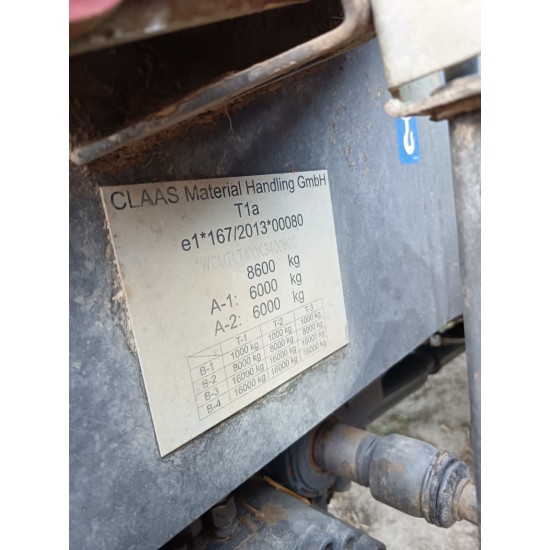 CLAAS Material Handling GmbH
T1a
e1*167/2013*00080
8600 kg
A-1: 6000 kg
A-2: 6000 kg
T-1 T-2 T-3
B-1 1000 kg 1000 kg 1000 kg
B-2 8000 kg 8000 kg 8000 kg
B-3 16000 kg 16000 kg 16000 kg
B-4 16000 kg 16000 kg 16000 kg